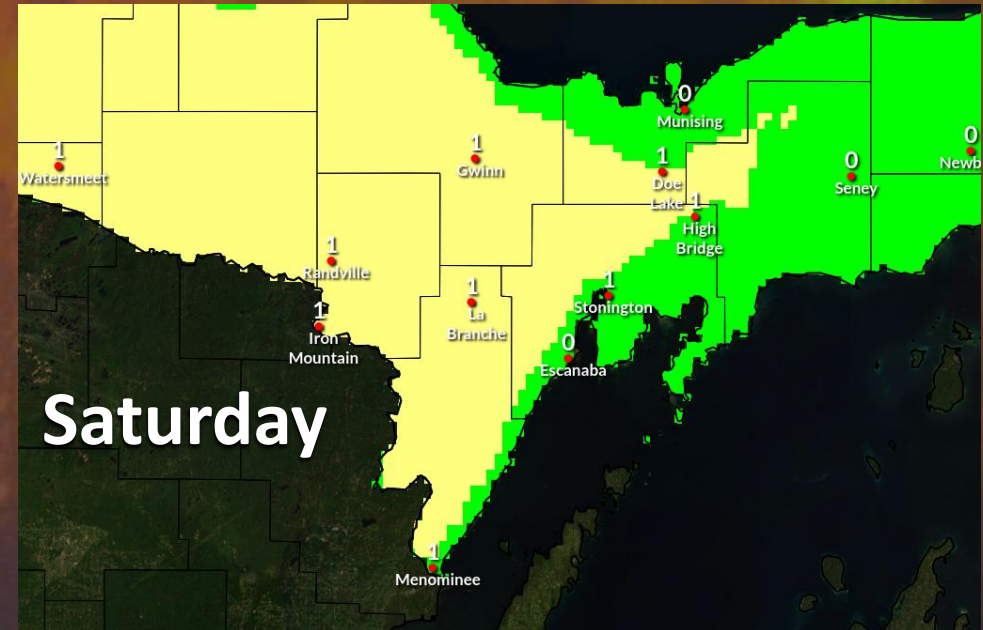 0
Munising
0
Newb
1
Gwinn
1
Watersmeet
1
Doe
Lake
0
Seney
1
High
Bridge
1
Randville
1
Stonington
1
La
Branche
1
Iron
Mountain
0
Escanaba
Saturday
1
Menominee